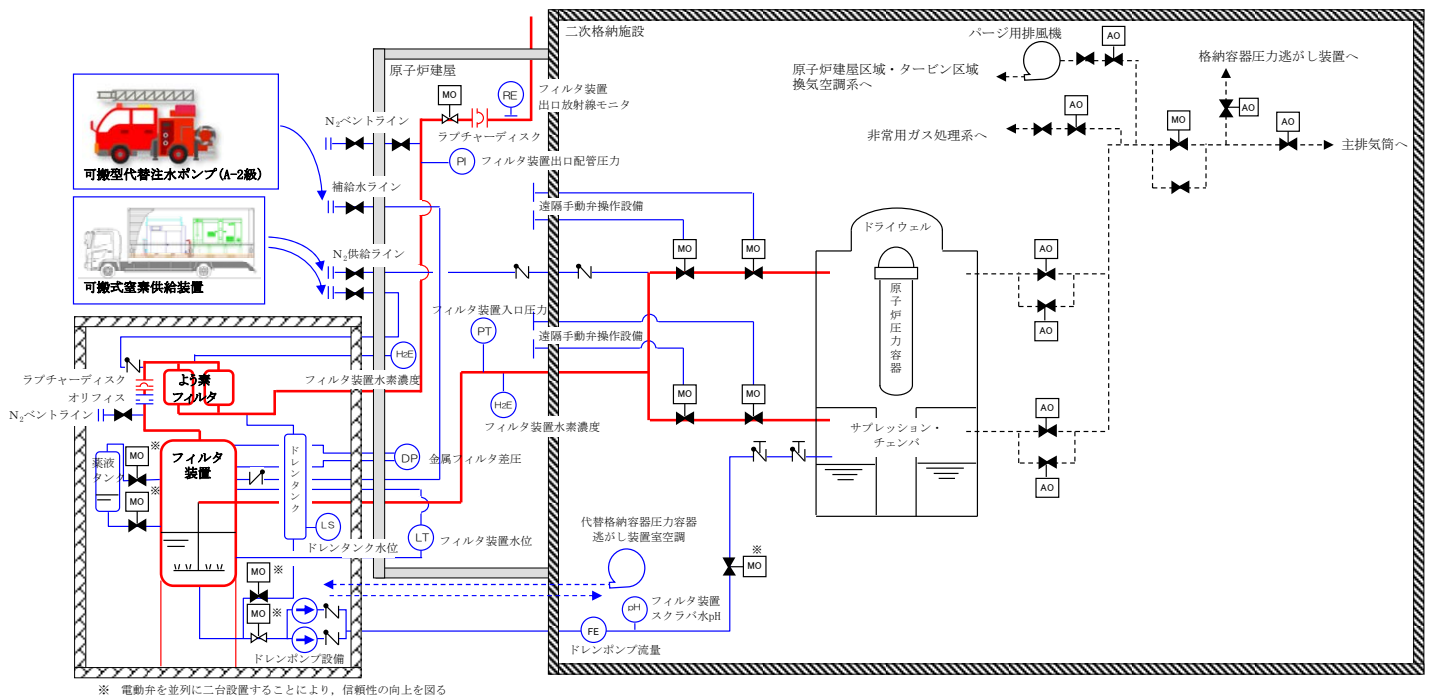 二次格納施設
パージ用排風機
AO
格納容器圧力逃がし装置へ
原子炉建屋区域・タービン区域
換気空調系へ
原子炉建屋
MO
RE
フィルタ装置
出口放射線モニタ
AO
AO
N₂ベントライン
ラプチャーディスク
非常用ガス処理系へ
MO
AO
主排気筒へ
PI
フィルタ装置出口配管圧力
可搬型代替注水ポンプ(A-2級)
補給水ライン
遠隔手動弁操作設備
ドライウェル
MO
MO
AO
N₂供給ライン
可搬式窒素供給装置
原子炉圧力容器
フィルタ装置入口圧力
AO
PT
遠隔手動弁操作設備
H2E
ラプチャーディスク
よう素
フィルタ
フィルタ装置水素濃度
オリフィス
MO
MO
H2E
N₂ベントライン
フィルタ装置水素濃度
AO
サプレッション・
チェンバ
※
MO
フィルタ
装置
ドレンタンク
DP
金属フィルタ差圧
薬液
タンク
※
MO
AO
LS
ドレンタンク水位
LT
フィルタ装置水位
代替格納容器圧力容器
逃がし装置室空調
※
MO
MO
※
MO
※
pH
フィルタ装置
スクラバ水pH
FE
ドレンポンプ設備
ドレンポンプ流量
※ 電動弁を並列に二台設置することにより，信頼性の向上を図る